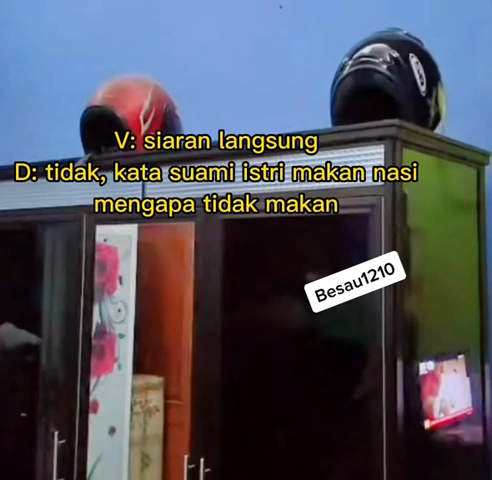 V: siaran langsung
D: tidak, kata suami istri makan nasi
mengapa tidak makan
Besau1210